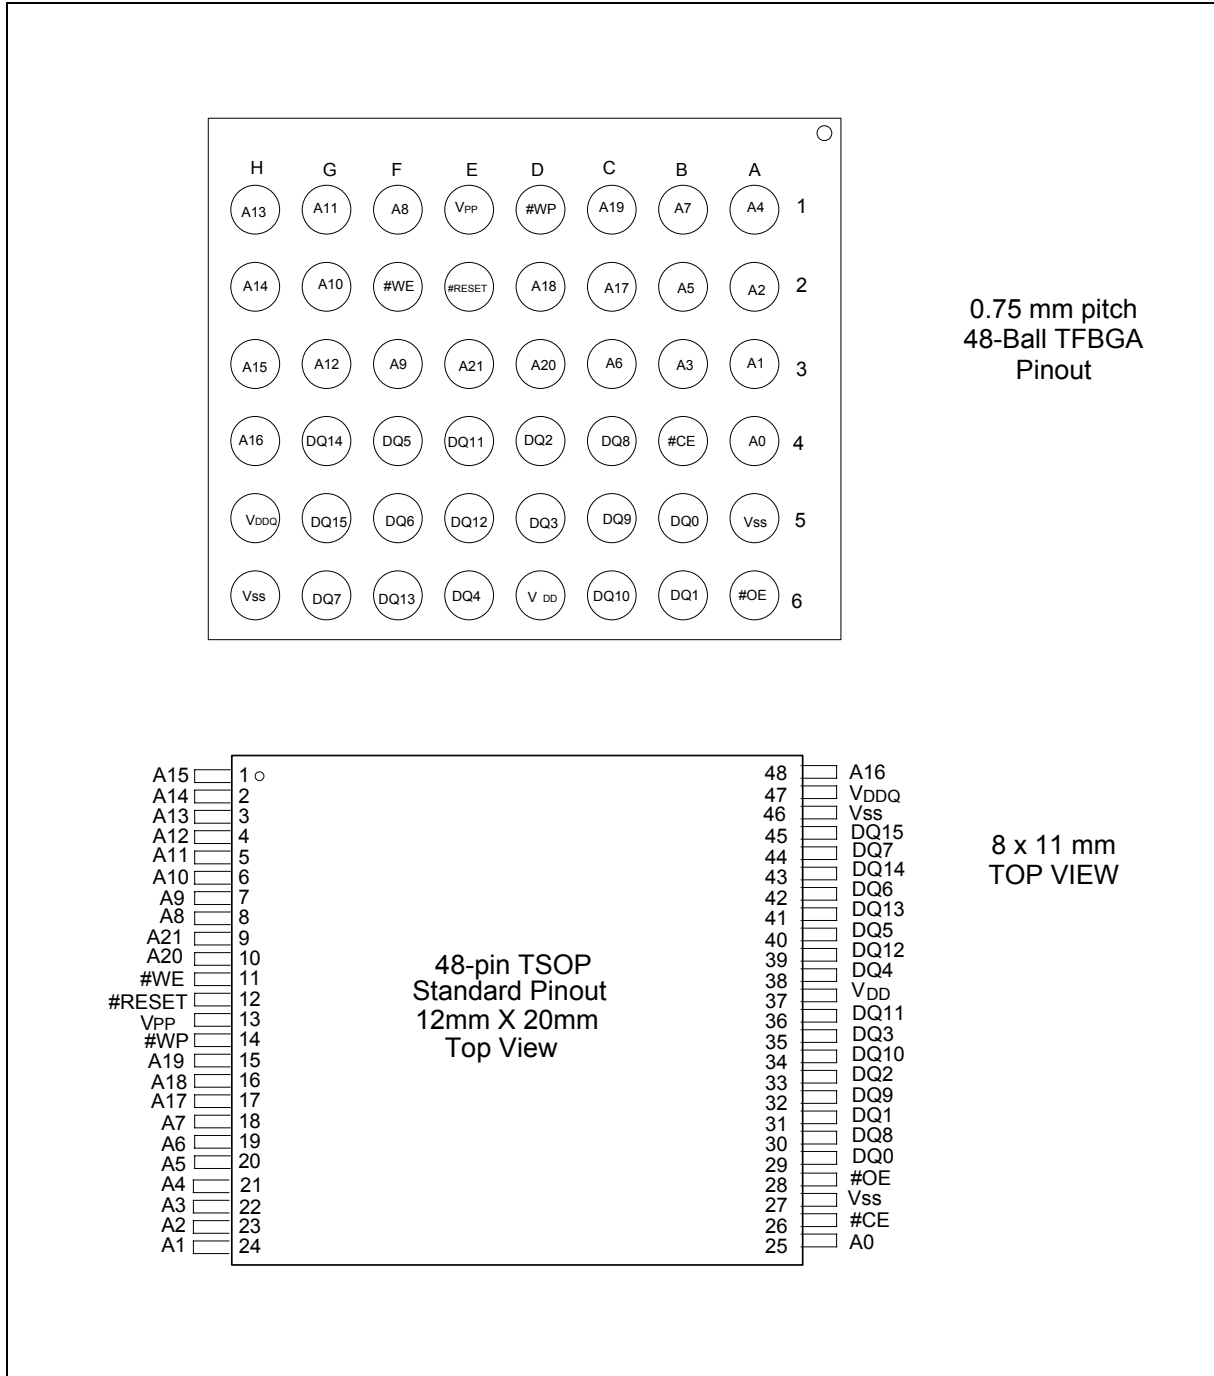 H G F E D C B A
A13 A11 A8 VPP #WP A19 A7 A4 1
A14 A10 #WE #RESET A18 A17 A5 A2 2
A15 A12 A9 A21 A20 A6 A3 A1 3
A16 DQ14 DQ5 DQ11 DQ2 DQ8 #CE A0 4
VDDQ DQ15 DQ6 DQ12 DQ3 DQ9 DQ0 Vss 5
Vss DQ7 DQ13 DQ4 V DD DQ10 DQ1 #OE 6
0.75 mm pitch
48-Ball TFBGA
Pinout
A15 1
A14 2
A13 3
A12 4
A11 5
A10 6
A9 7
A8 8
A21 9
A20 10
#WE 11
#RESET 12
VPP 13
#WP 14
A19 15
A18 16
A17 17
A7 18
A6 19
A5 20
A4 21
A3 22
A2 23
A1 24
48-pin TSOP
Standard Pinout
12mm X 20mm
Top View
48 A16
47 VDDQ
46 Vss
45 DQ15
44 DQ7
43 DQ14
42 DQ6
41 DQ13
40 DQ5
39 DQ12
38 DQ4
37 VDD
36 DQ11
35 DQ3
34 DQ10
33 DQ2
32 DQ9
31 DQ1
30 DQ8
29 DQ0
28 #OE
27 Vss
26 #CE
25 A0
8 x 11 mm
TOP VIEW